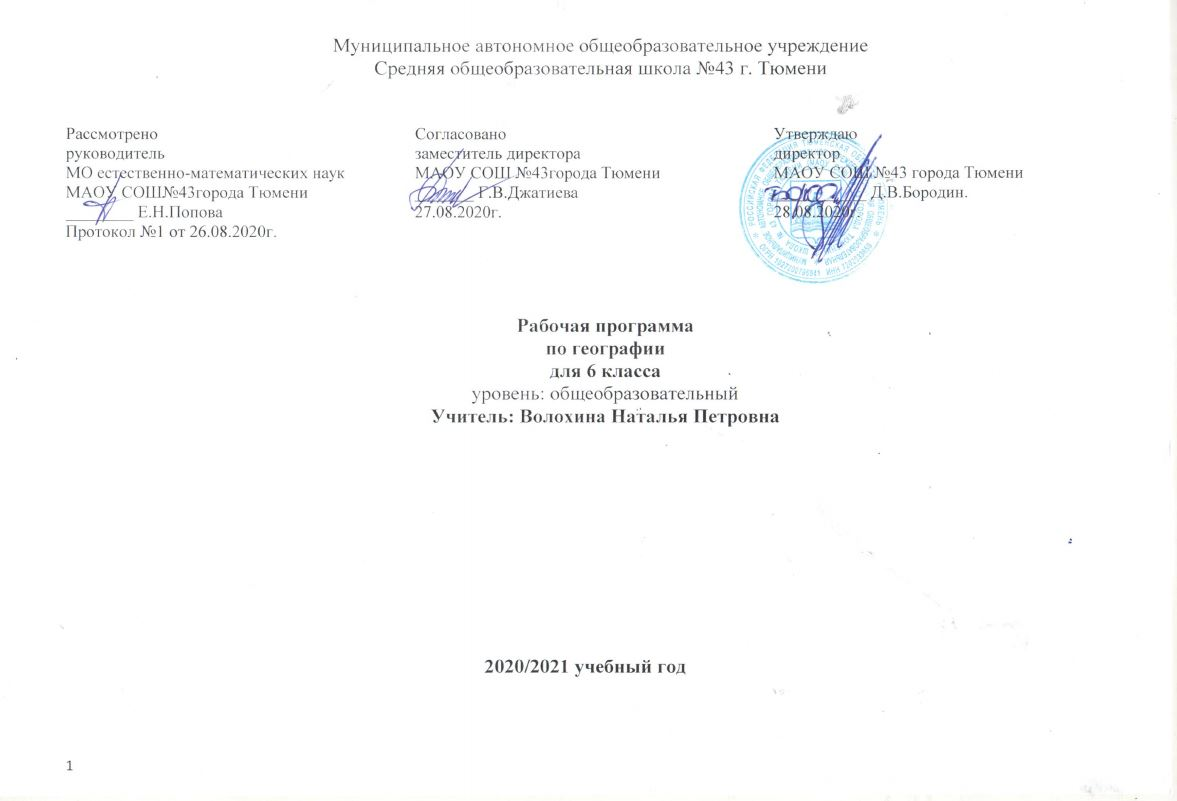 Муниципальное автономное общеобразовательное учреждение
Средняя общеобразовательная школа №43 г. Тюмени
Рассмотрено
руководитель
МО естественно-математических наук
МАОУ СОШ№43города Тюмени
________ Е.Н.Попова
Протокол №1 от 26.08.2020г.
Согласовано
заместитель директора
МАОУ СОШ №43города Тюмени
Г.В.Джатиева
27.08.2020г.
Утверждаю
директор
МАОУ СОШ №43 города Тюмени
Д.В.Бородин.
28.08.2020г.
Рабочая программа
по географии
для 6 класса
уровень: общеобразовательный
Учитель: Волохина Наталья Петровна
2020/2021 учебный год
1